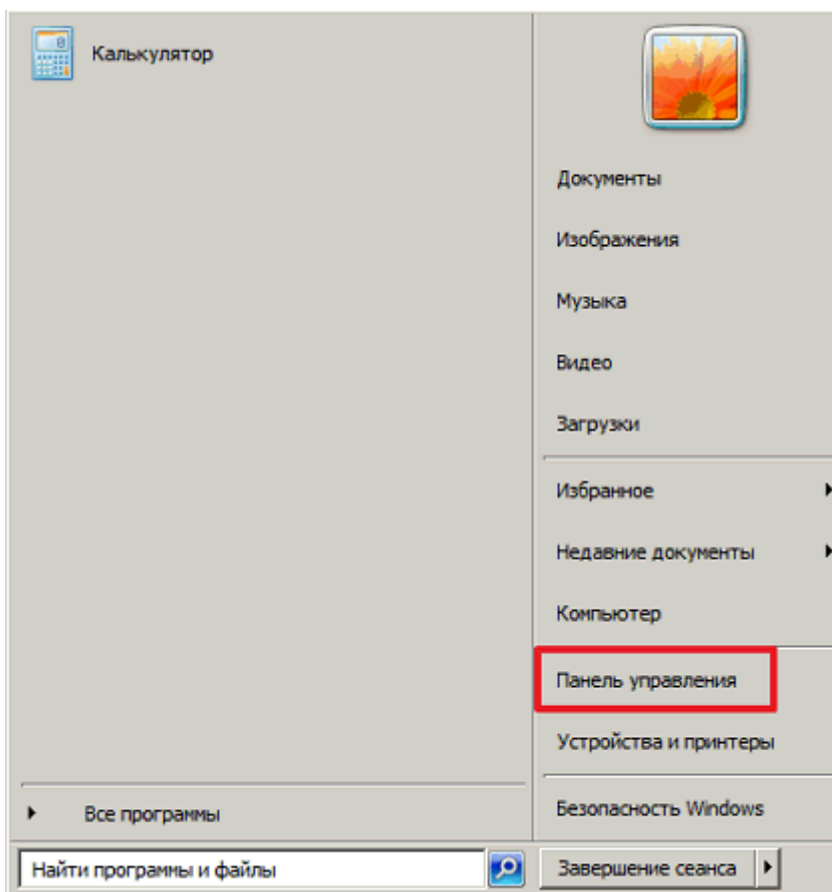 Калькулятор
Все программы
Найти программы и файлы
Документы
Изображения
Музыка
Видео
Загрузки
Избранное
Недавние документы
Компьютер
Панель управления
Устройства и принтеры
Безопасность Windows
Завершение сеанса